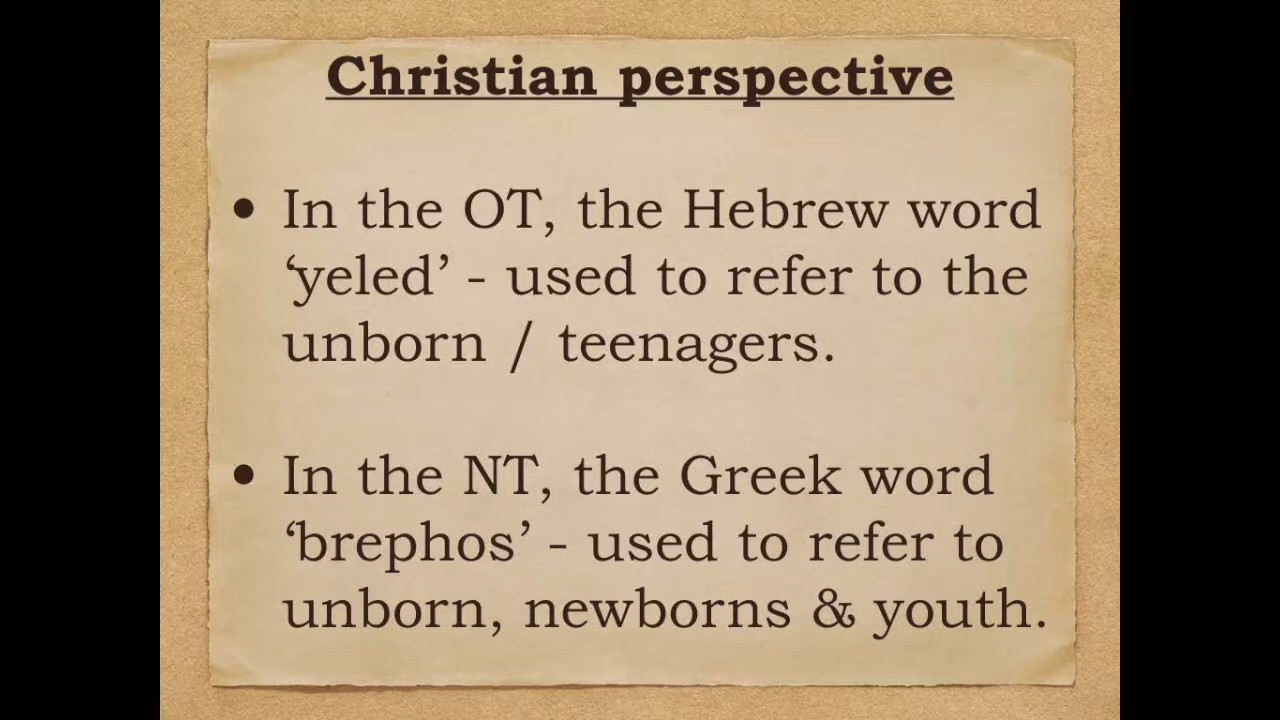 Christian perspective
• In the OT, the Hebrew word
‘yeled’ - used to refer to the
unborn / teenagers.
• In the NT, the Greek word
‘brephos’ - used to refer to
unborn, newborns & youth.